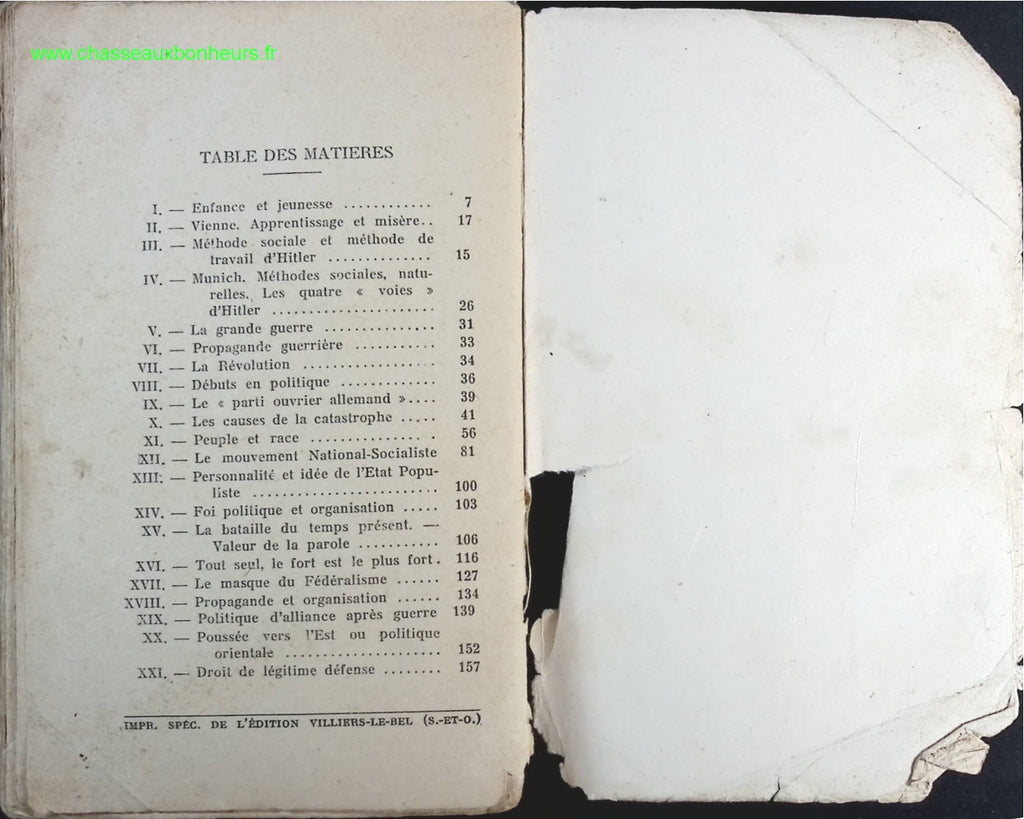 www.chasseauxbonheurs.fr
TABLE DES MATIERES
I. — Enfance et jeunesse ............ 7
II. — Vienne. Apprentissage et misère.. 17
III. — Méthode sociale et méthode de
travail d'Hitler .............. 15
IV. — Munich. Méthodes sociales, natu-
relles. Les quatre « voies »
d'Hitler ...................... 26
V. — La grande guerre ............... 31
VI. — Propagande guerrière ........... 33
VII. — La Révolution .................. 34
VIII. — Débuts en politique ............. 36
IX. — Le « parti ouvrier allemand ».... 39
X. — Les causes de la catastrophe ..... 41
XI. — Peuple et race ................. 56
XII. — Le mouvement National-Socialiste 81
XIII. — Personnalité et idée de l'Etat Popu-
liste ......................... 100
XIV. — Foi politique et organisation ..... 103
XV. — La bataille du temps présent. —
Valeur de la parole ........... 106
XVI. — Tout seul, le fort est le plus fort. 116
XVII. — Le masque du Fédéralisme ...... 127
XVIII. — Propagande et organisation ...... 134
XIX. — Politique d'alliance après guerre 139
XX. — Poussée vers l'Est ou politique
orientale ..................... 152
XXI. — Droit de légitime défense ........ 157
IMPR. SPÉC. DE L'ÉDITION VILLIERS-LE-BEL (S.-ET-O.)